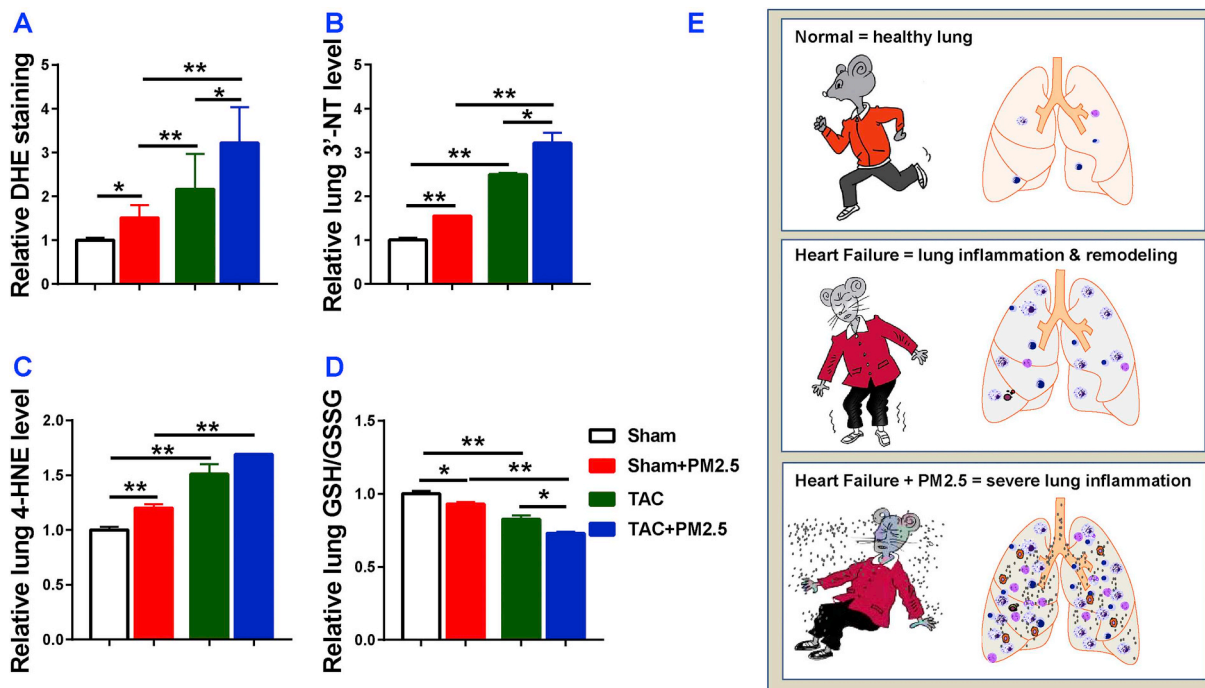 A
Relative DHE staining
5
4
3
2
1
0
**
*
**
*
B
Relative lung 3’-NT level
5
4
3
2
1
0
**
*
**
**
C
Relative lung 4-HNE level
2.0
1.5
1.0
0.5
0.0
**
**
**
D
Relative lung GSH/GSSG
1.5
1.0
0.5
0.0
**
*
**
*
Sham
Sham+PM2.5
TAC
TAC+PM2.5
E
Normal = healthy lung
Heart Failure = lung inflammation & remodeling
Heart Failure + PM2.5 = severe lung inflammation